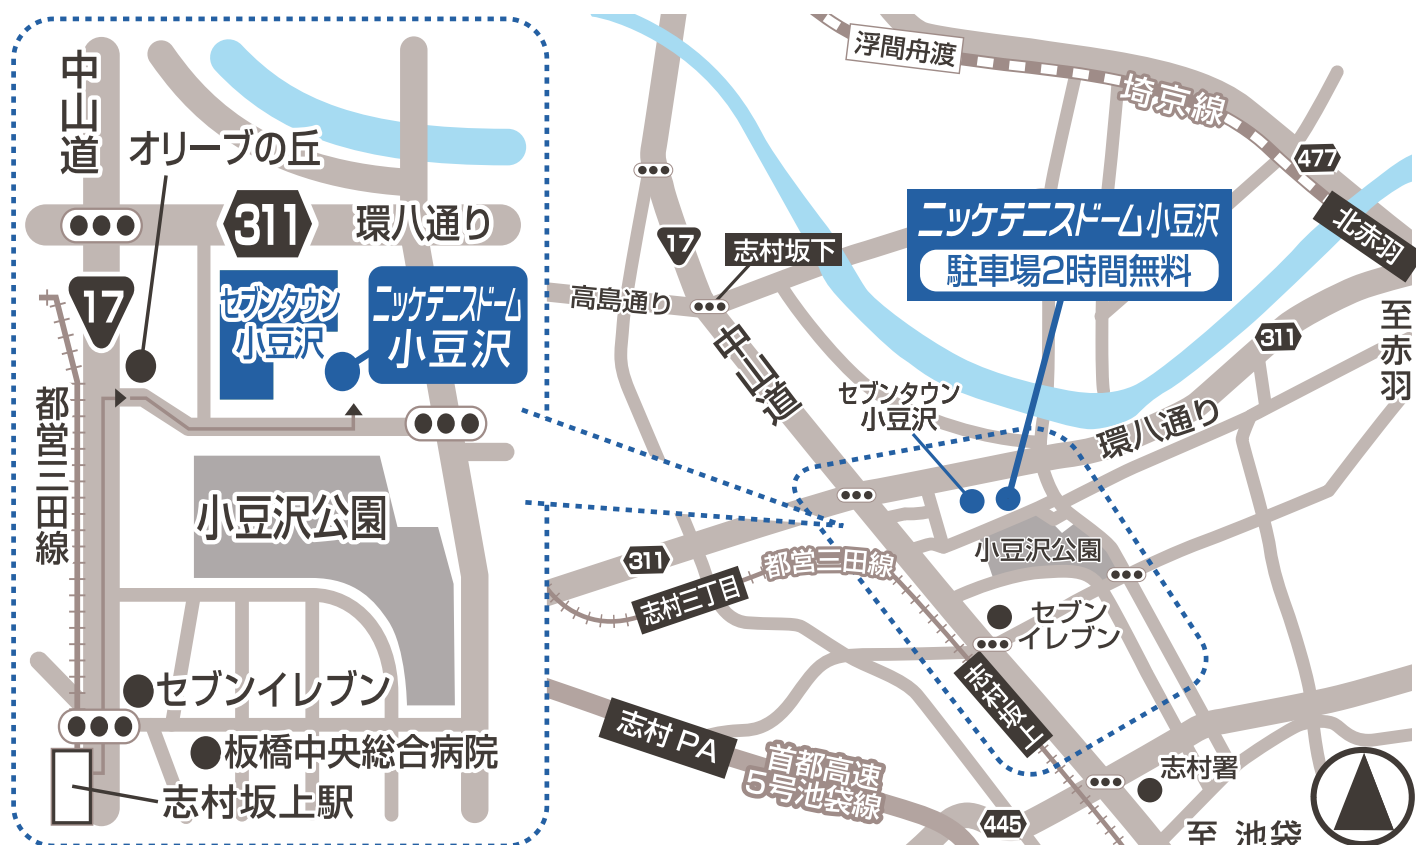 中山道
オリーブの丘
311
環八通り
17
セブンタウン
小豆沢
ニッケテニスドーム
小豆沢
都営三田線
小豆沢公園
セブンイレブン
板橋中央総合病院
志村坂上駅
浮間舟渡
埼京線
477
北赤羽
至赤羽
ニッケテニスドーム小豆沢
駐車場2時間無料
17
志村坂下
高島通り
中山道
311
セブンタウン
小豆沢
環八通り
311
都営三田線
志村三丁目
小豆沢公園
セブン
イレブン
志村坂上
志村PA
首都高速
5号池袋線
志村署
445
至 池袋